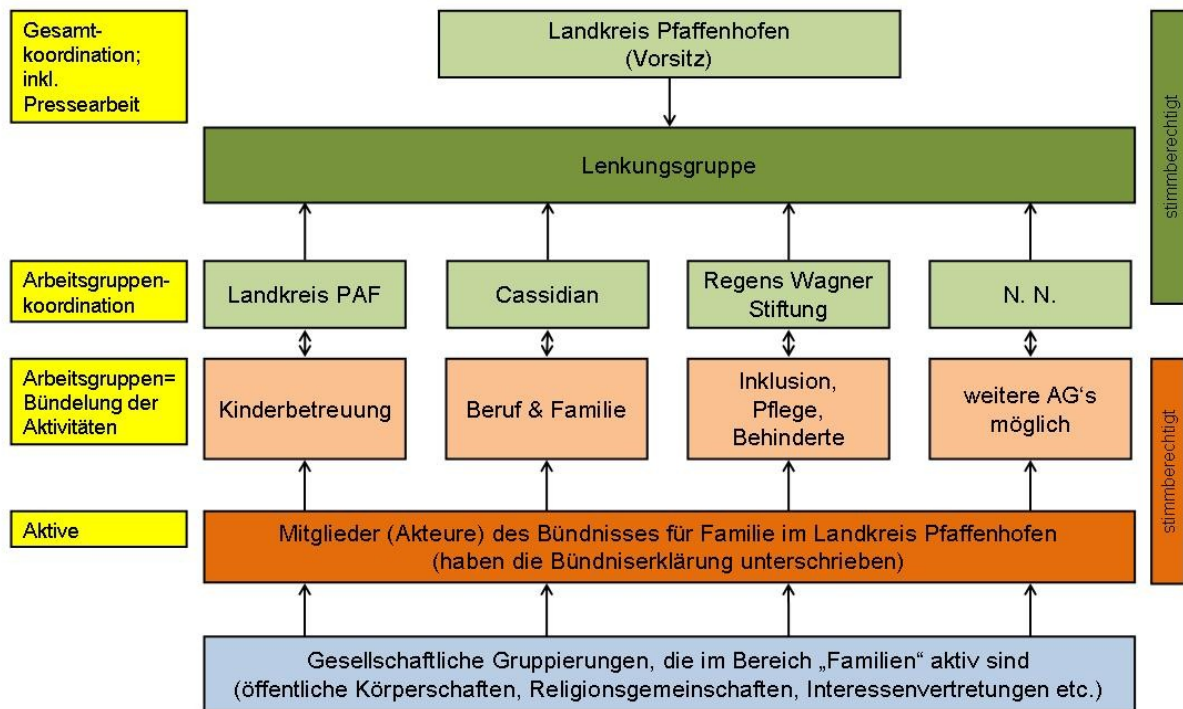 Gesamt-
koordination;
inkl.
Pressearbeit
Landkreis Pfaffenhofen
(Vorsitz)
Lenkungsgruppe
stimmberechtigt
Arbeitsgruppen-
koordination
Landkreis PAF
Cassidian
Regens Wagner
Stiftung
N. N.
Arbeitsgruppen=
Bündelung der
Aktivitäten
Kinderbetreuung
Beruf & Familie
Inklusion,
Pflege,
Behinderte
weitere AG‘s
möglich
stimmberechtigt
Aktive
Mitglieder (Akteure) des Bündnisses für Familie im Landkreis Pfaffenhofen
(haben die Bündniserklärung unterschrieben)
Gesellschaftliche Gruppierungen, die im Bereich „Familien“ aktiv sind
(öffentliche Körperschaften, Religionsgemeinschaften, Interessenvertretungen etc.)